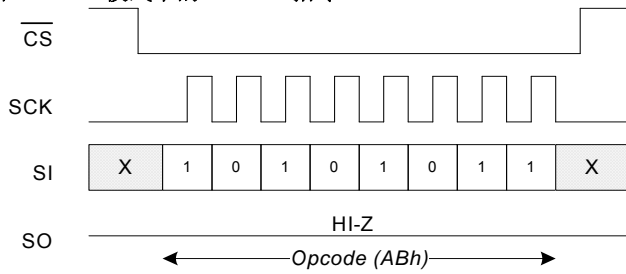 CS
SCK
SI X 1 0 1 0 1 0 1 1 X
HI-Z
SO
Opcode (ABh)